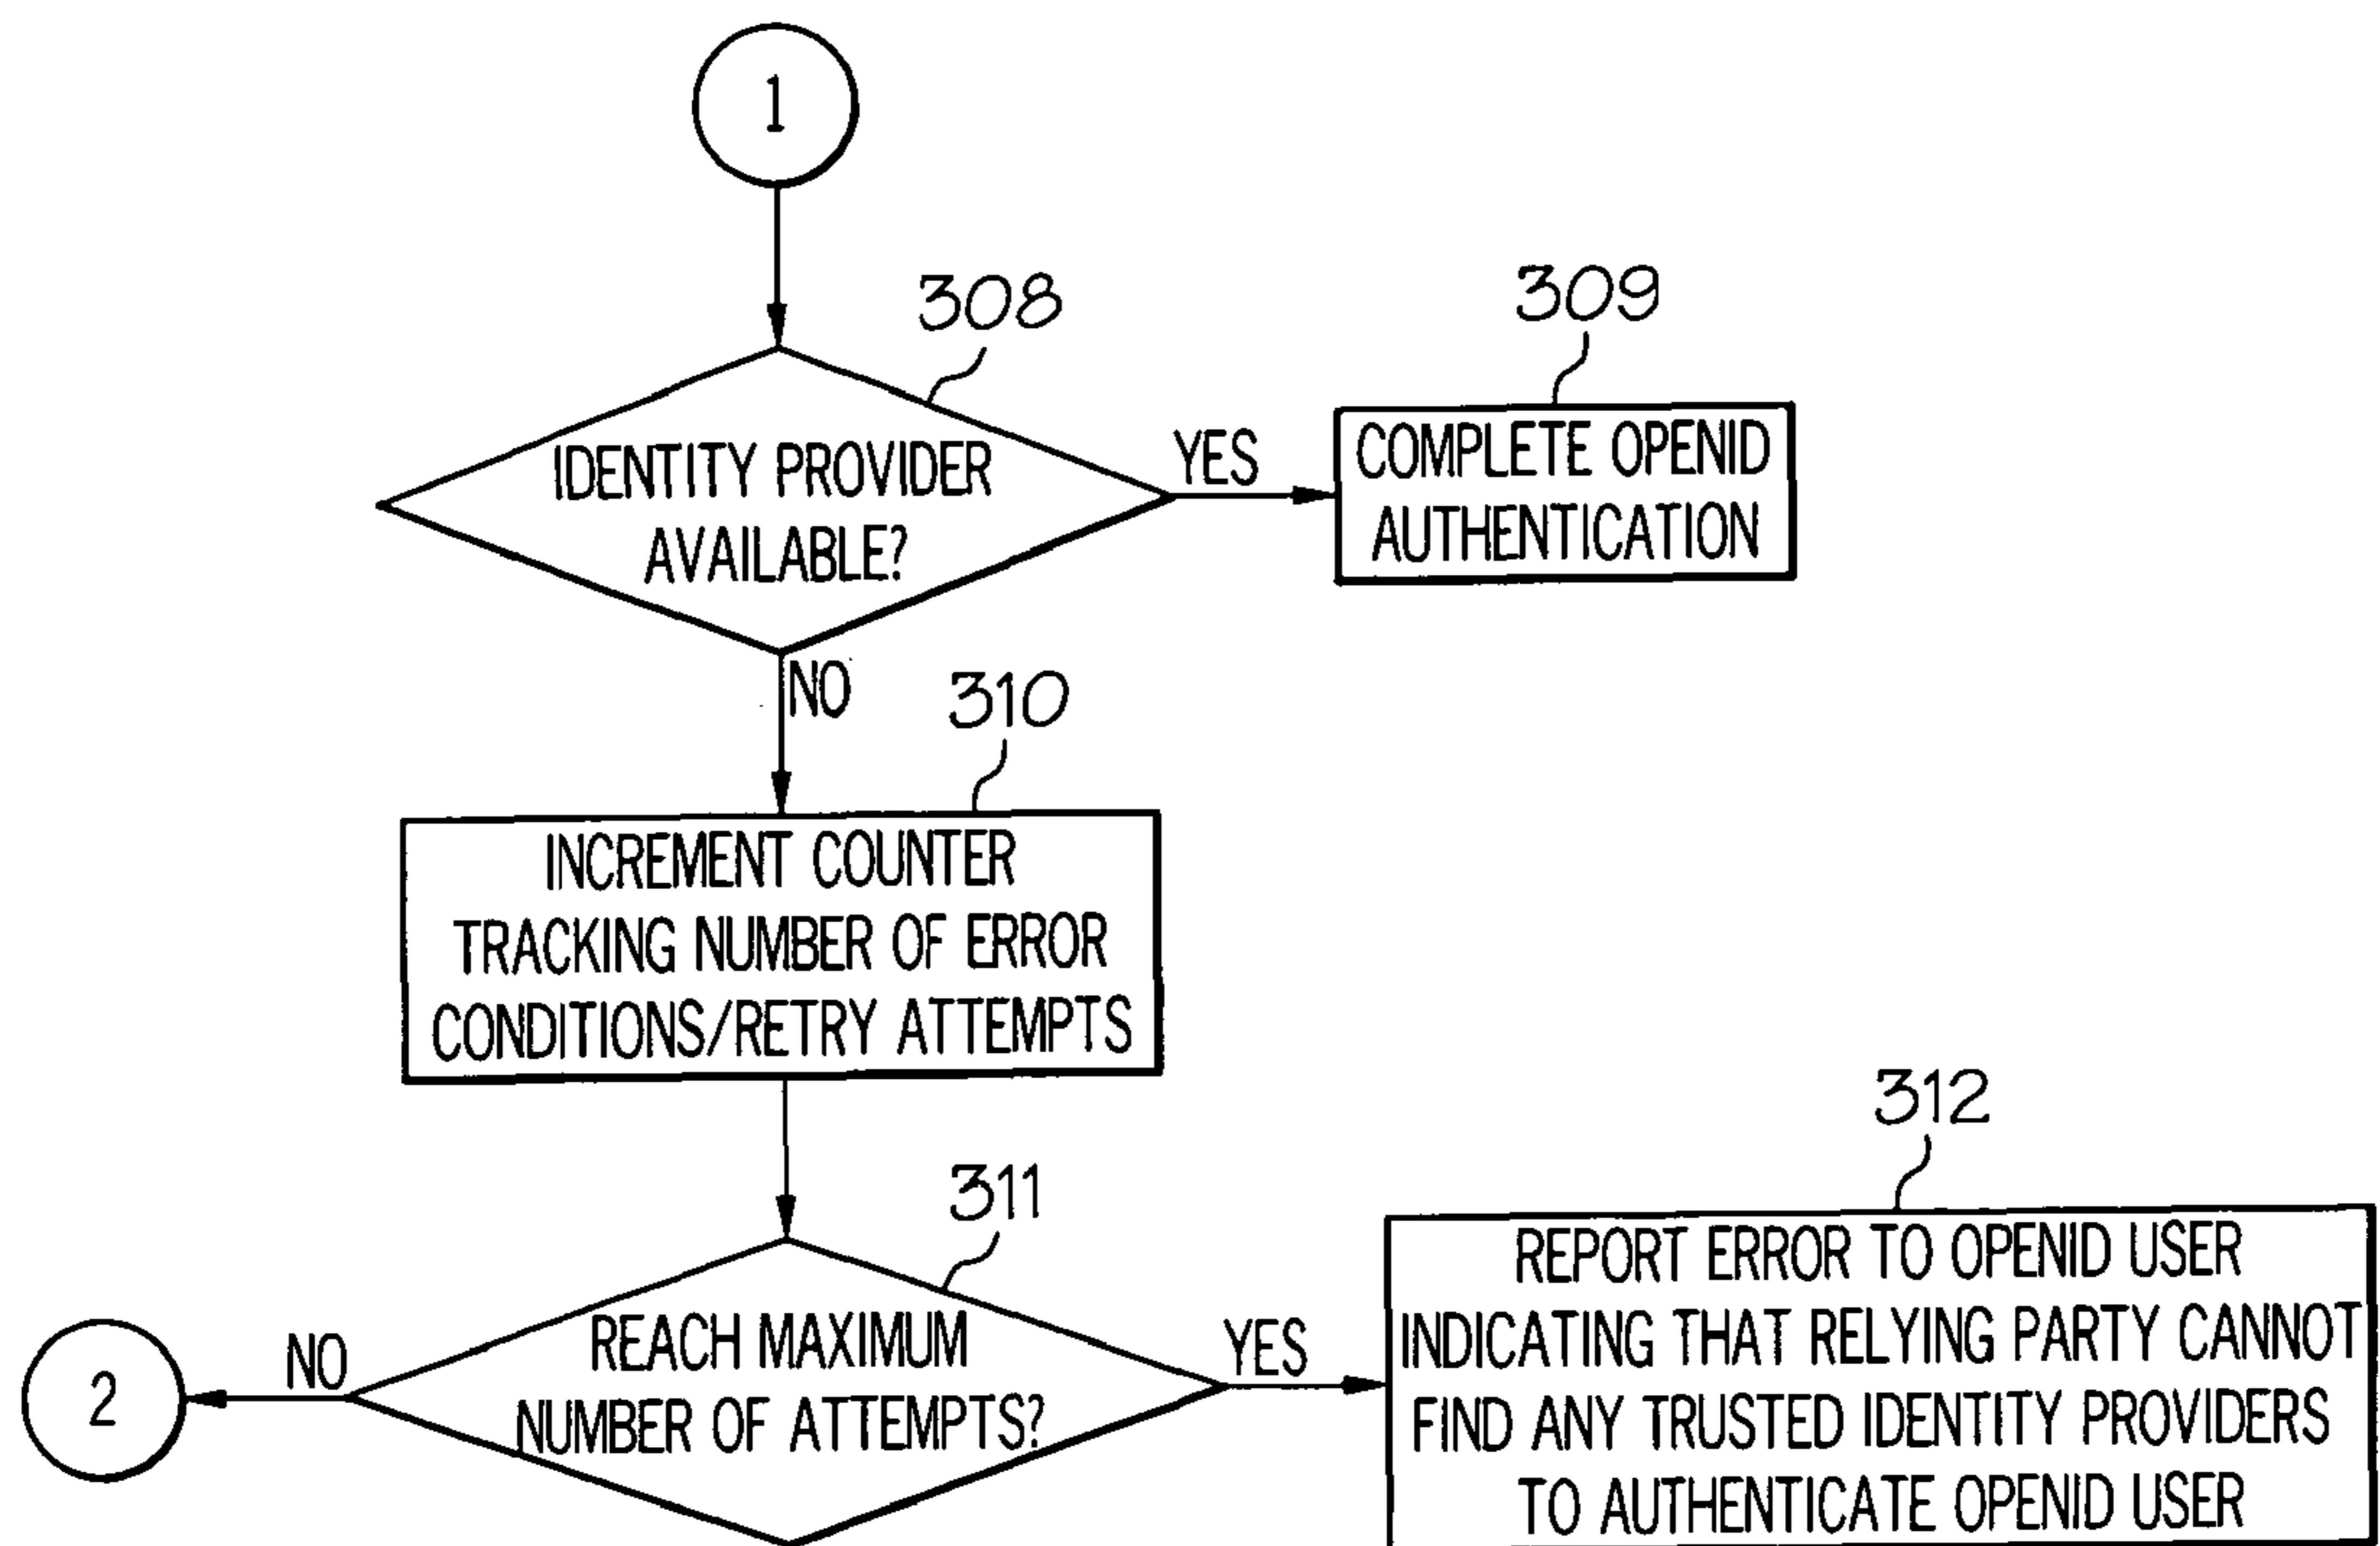 1
308
309
IDENTITY PROVIDER
AVAILABLE?
YES
COMPLETE OPENID
AUTHENTICATION
NO
310
INCREMENT COUNTER
TRACKING NUMBER OF ERROR
CONDITIONS/RETRY ATTEMPTS
311
312
2
NO
REACH MAXIMUM
NUMBER OF ATTEMPTS?
YES
REPORT ERROR TO OPENID USER
INDICATING THAT RELYING PARTY CANNOT
FIND ANY TRUSTED IDENTITY PROVIDERS
TO AUTHENTICATE OPENID USER